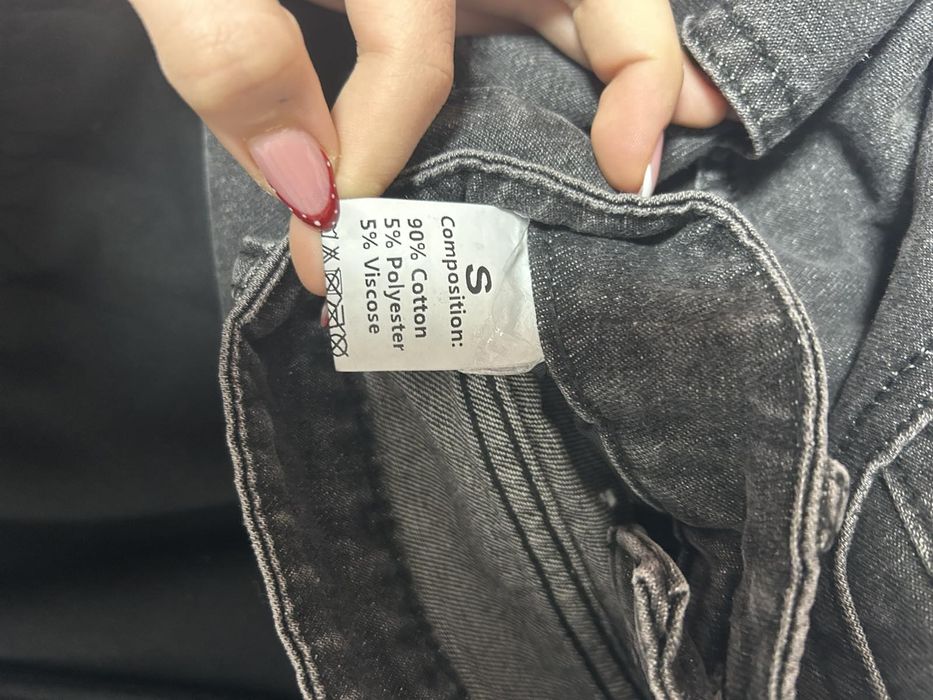 S
Composition:
90% Cotton
5% Polyester
5% Viscose